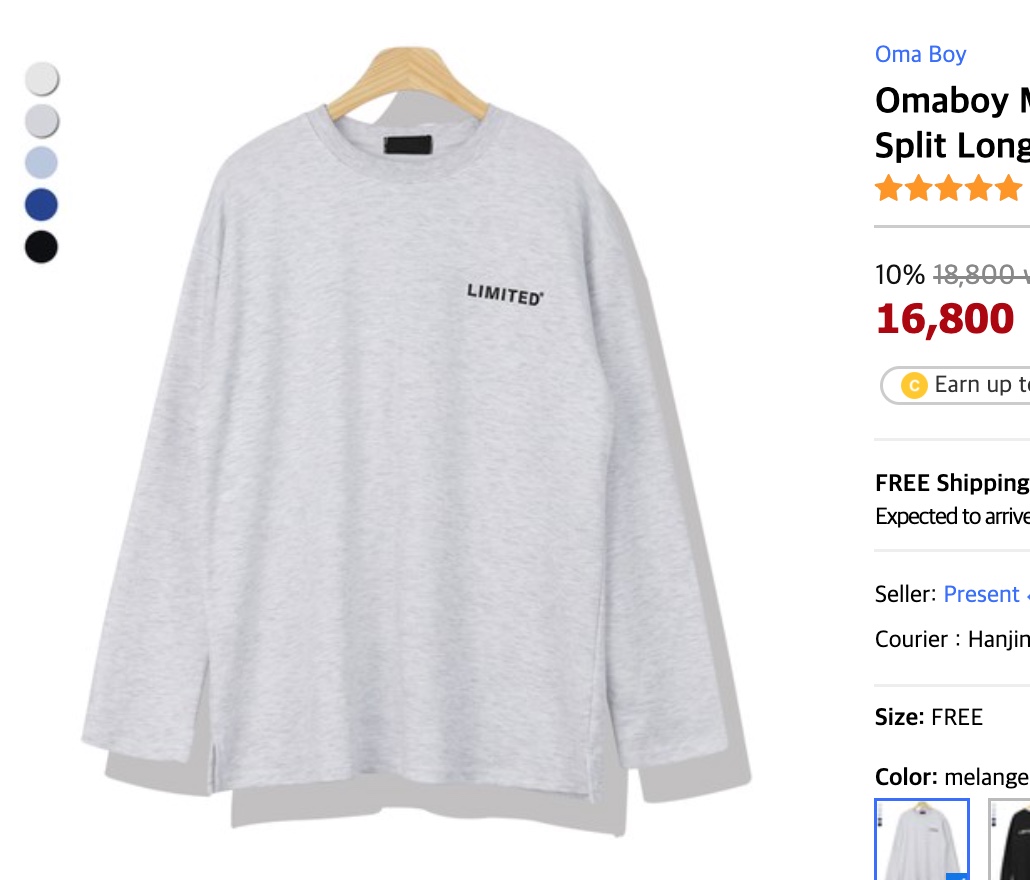 LIMITED®
Oma Boy
Omaboy
Split Long
10% 18,800
16,800
C Earn up to
FREE Shipping
Expected to arrive
Seller: Present
Courier : Hanjin
Size: FREE
Color: melange